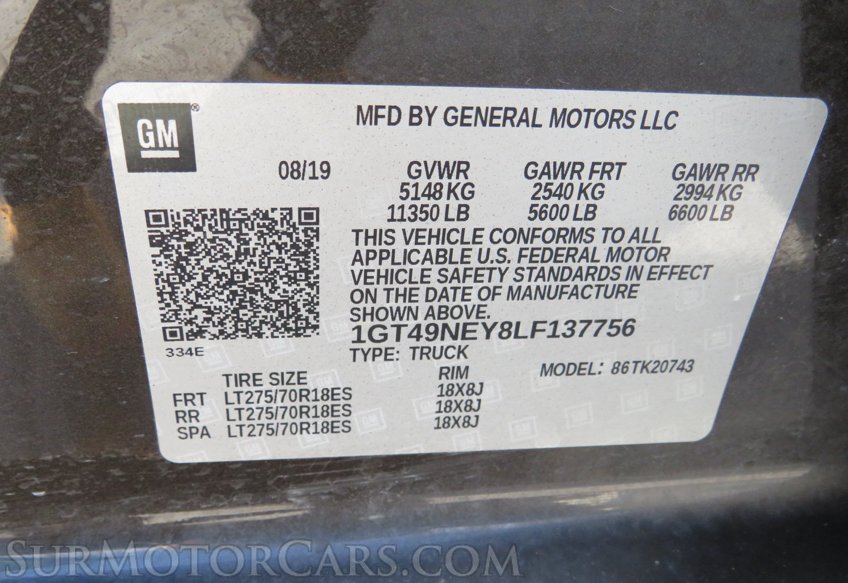 GM
MFD BY GENERAL MOTORS LLC
08/19 GVWR GAWR FRT GAWR RR
5148 KG 2540 KG 2994 KG
11350 LB 5600 LB 6600 LB
THIS VEHICLE CONFORMS TO ALL
APPLICABLE U.S. FEDERAL MOTOR
VEHICLE SAFETY STANDARDS IN EFFECT
ON THE DATE OF MANUFACTURE
SHOWN ABOVE.
1GT49NEY8LF137756
334E
TYPE: TRUCK MODEL: 86TK20743
TIRE SIZE RIM
FRT LT275/70R18ES 18X8J
RR LT275/70R18ES 18X8J
SPA LT275/70R18ES 18X8J
SurMotorCars.com